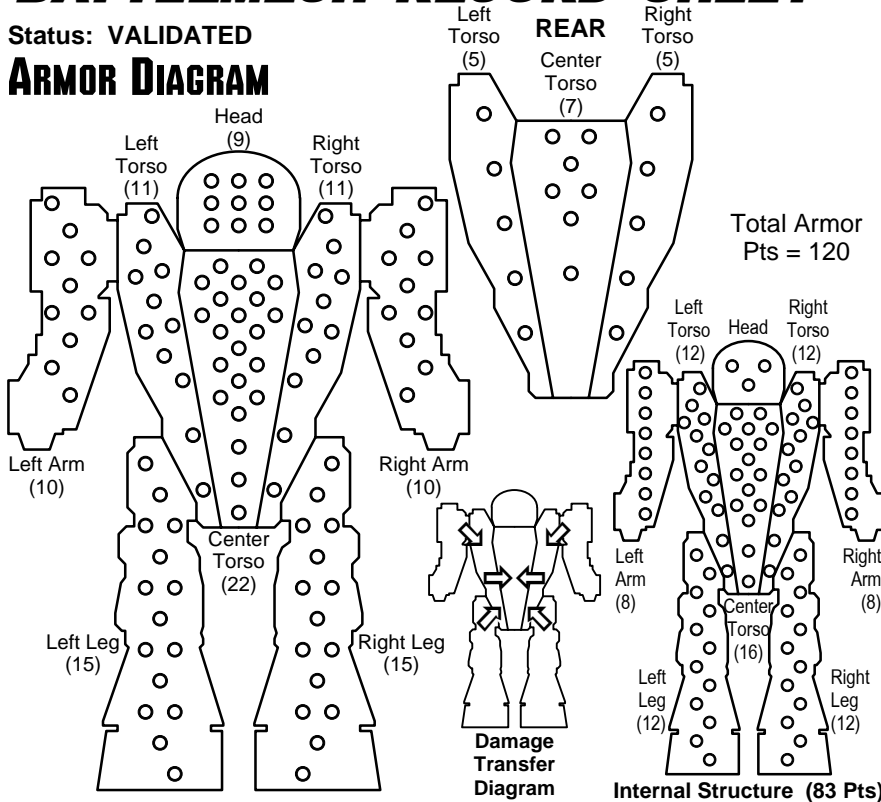 BATTLEMECH RECORD SHEET
Status: VALIDATED
ARMOR DIAGRAM
Head
(9)
Left
Torso
(11)
Right
Torso
(11)
Left Arm
(10)
Right Arm
(10)
Center
Torso
(22)
Left Leg
(15)
Right Leg
(15)
REAR
Left
Torso
(5)
Center
Torso
(7)
Right
Torso
(5)
Total Armor
Pts = 120
Left
Torso
(12)
Head
Right
Torso
(12)
Left
Arm
(8)
Right
Arm
(8)
Center
Torso
(16)
Left
Leg
(12)
Right
Leg
(12)
Damage
Transfer
Diagram
Internal Structure (83 Pts)